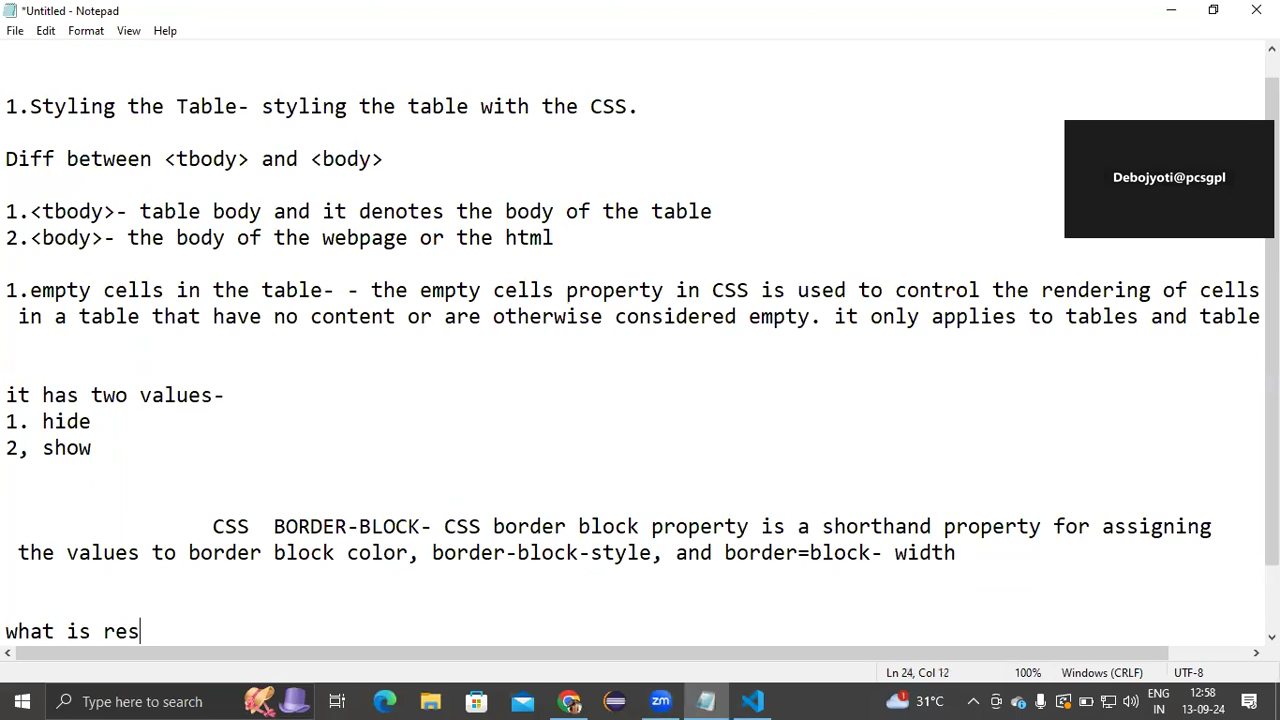 *Untitled - Notepad
File Edit Format View Help
1.Styling the Table- styling the table with the CSS.
Diff between <tbody> and <body>
Debojyoti@pcsgpl
1.<tbody>- table body and it denotes the body of the table
2.<body>- the body of the webpage or the html
1.empty cells in the table- - the empty cells property in CSS is used to control the rendering of cells
in a table that have no content or are otherwise considered empty. it only applies to tables and table
it has two values-
1. hide
2, show
CSS BORDER-BLOCK- CSS border block property is a shorthand property for assigning
the values to border block color, border-block-style, and border=block- width
what is res
Ln 24, Col 12 100% Windows (CRLF) UTF-8
Type here to search
zm
1
31°C
ENG
IN
12:58
13-09-24